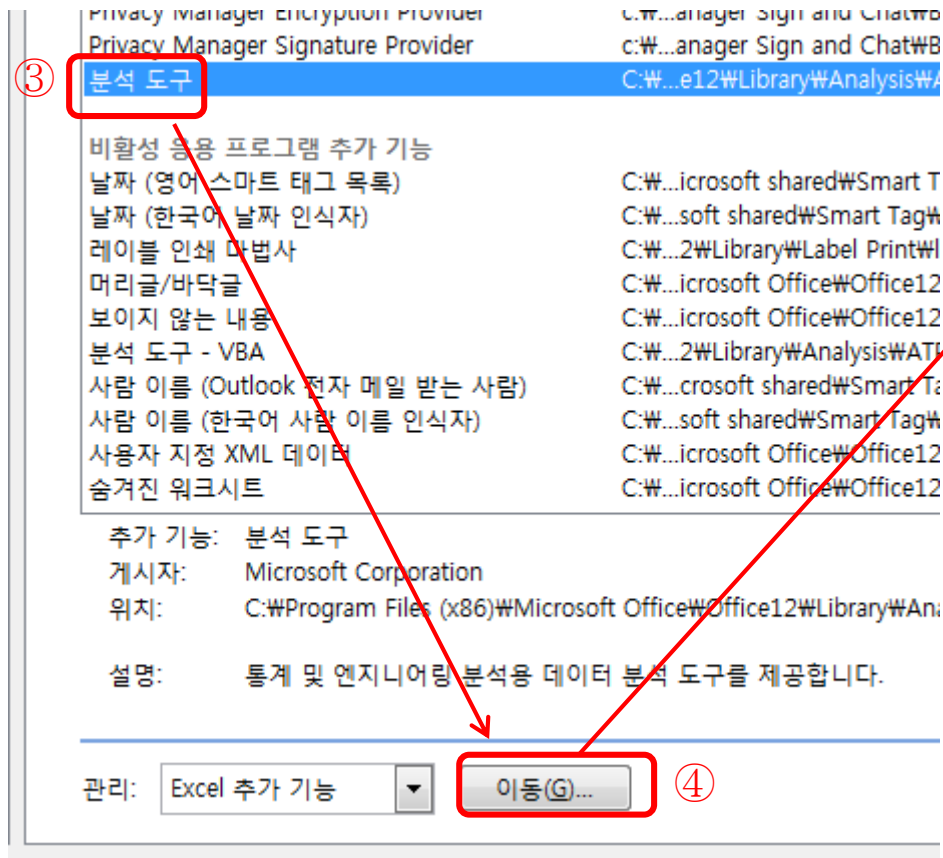 Privacy Manager Encryption Provider c:₩...anager Sign and Chat₩B
Privacy Manager Signature Provider c:₩...anager Sign and Chat₩B
③ 분석 도구 C:₩...e12₩Library₩Analysis₩A
비활성 응용 프로그램 추가 기능
날짜 (영어 스마트 태그 목록) C:₩...icrosoft shared₩Smart T
날짜 (한국어 날짜 인식자) C:₩...soft shared₩Smart Tag₩
레이블 인쇄 마법사 C:₩...2₩Library₩Label Print₩l
머리글/바닥글 C:₩...icrosoft Office₩Office12
보이지 않는 내용 C:₩...icrosoft Office₩Office12
분석 도구 - VBA C:₩...2₩Library₩Analysis₩ATP
사람 이름 (Outlook 전자 메일 받는 사람) C:₩...crosoft shared₩Smart Ta
사람 이름 (한국어 사람 이름 인식자) C:₩...soft shared₩Smart Tag₩
사용자 지정 XML 데이터 C:₩...icrosoft Office₩Office12
숨겨진 워크시트 C:₩...icrosoft Office₩Office12
추가 기능: 분석 도구
게시자: Microsoft Corporation
위치: C:₩Program Files (x86)₩Microsoft Office₩Office12₩Library₩Ana
설명: 통계 및 엔지니어링 분석용 데이터 분석 도구를 제공합니다.
관리: Excel 추가 기능 이동(G)... ④